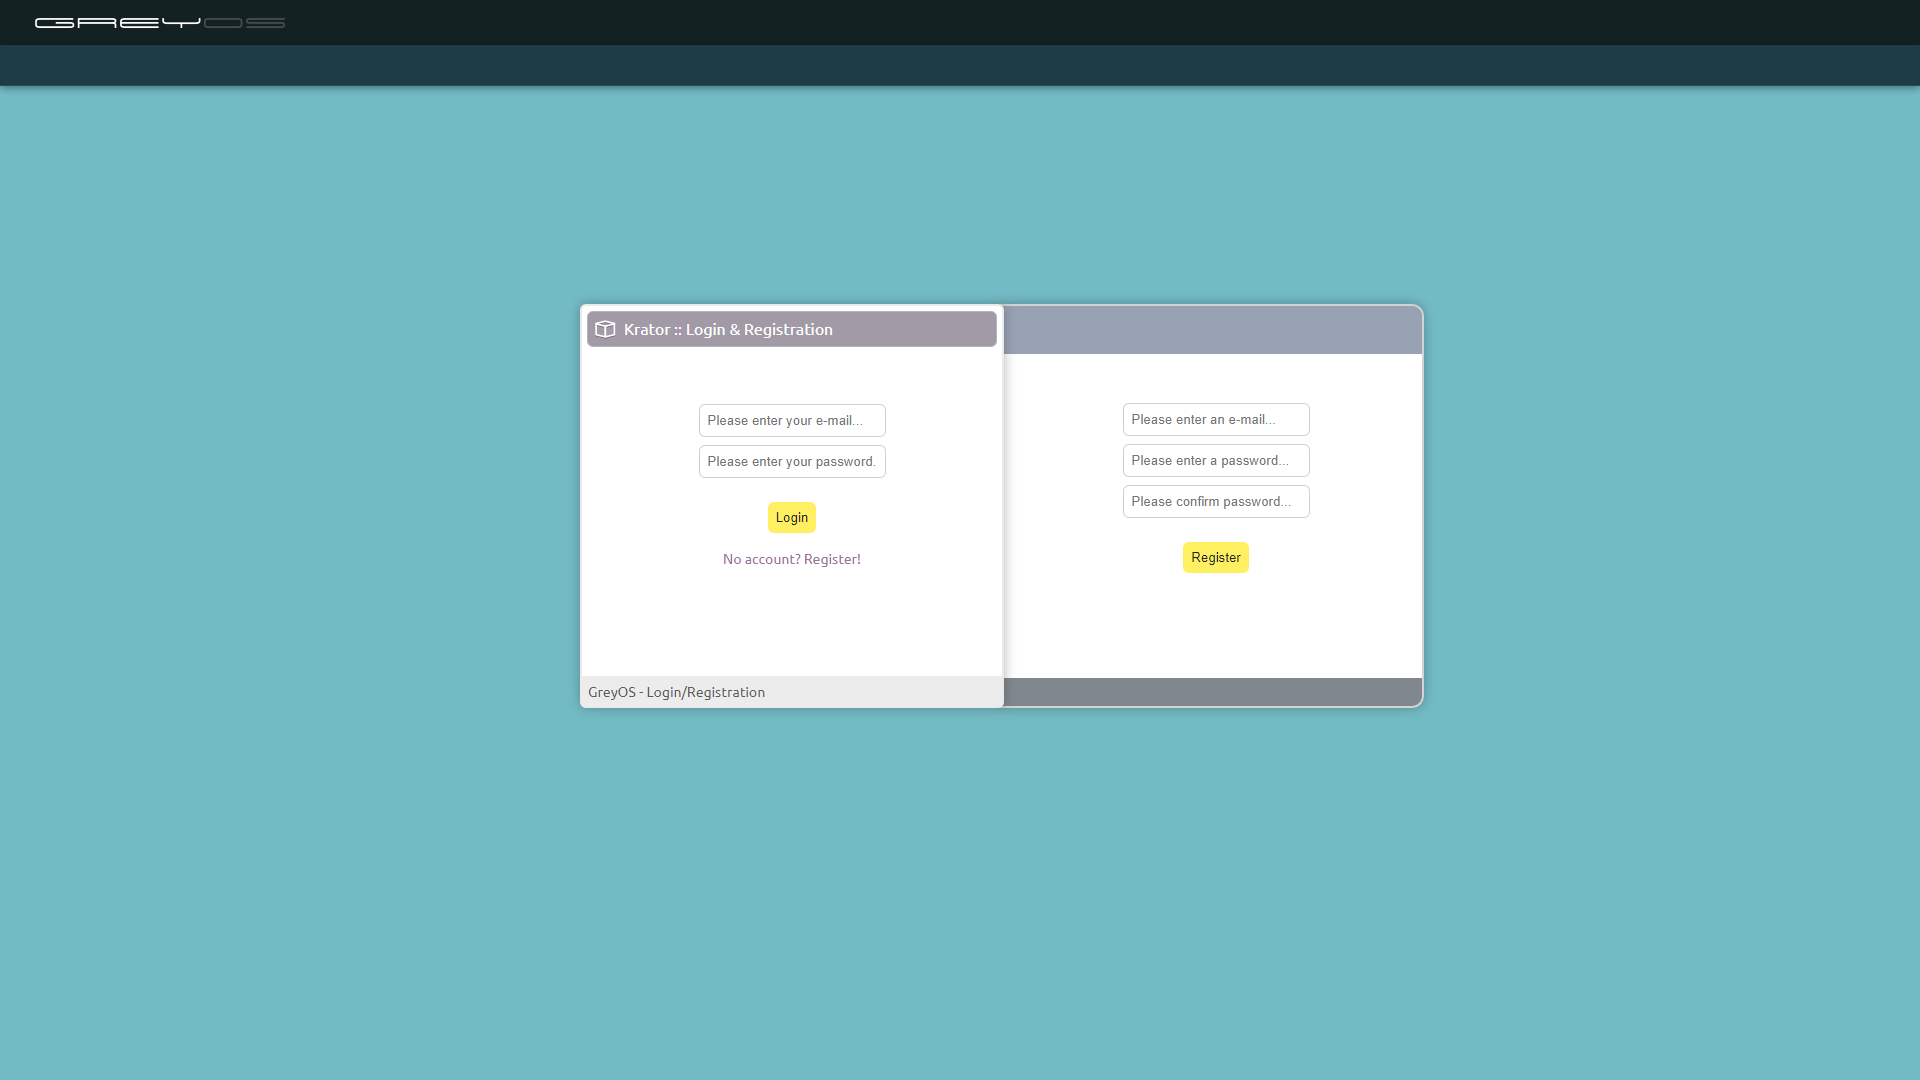 GREYOS
Krator :: Login & Registration
Please enter your e-mail...
Please enter your password.
Login
No account? Register!
GreyOS - Login/Registration
Please enter an e-mail...
Please enter a password...
Please confirm password...
Register